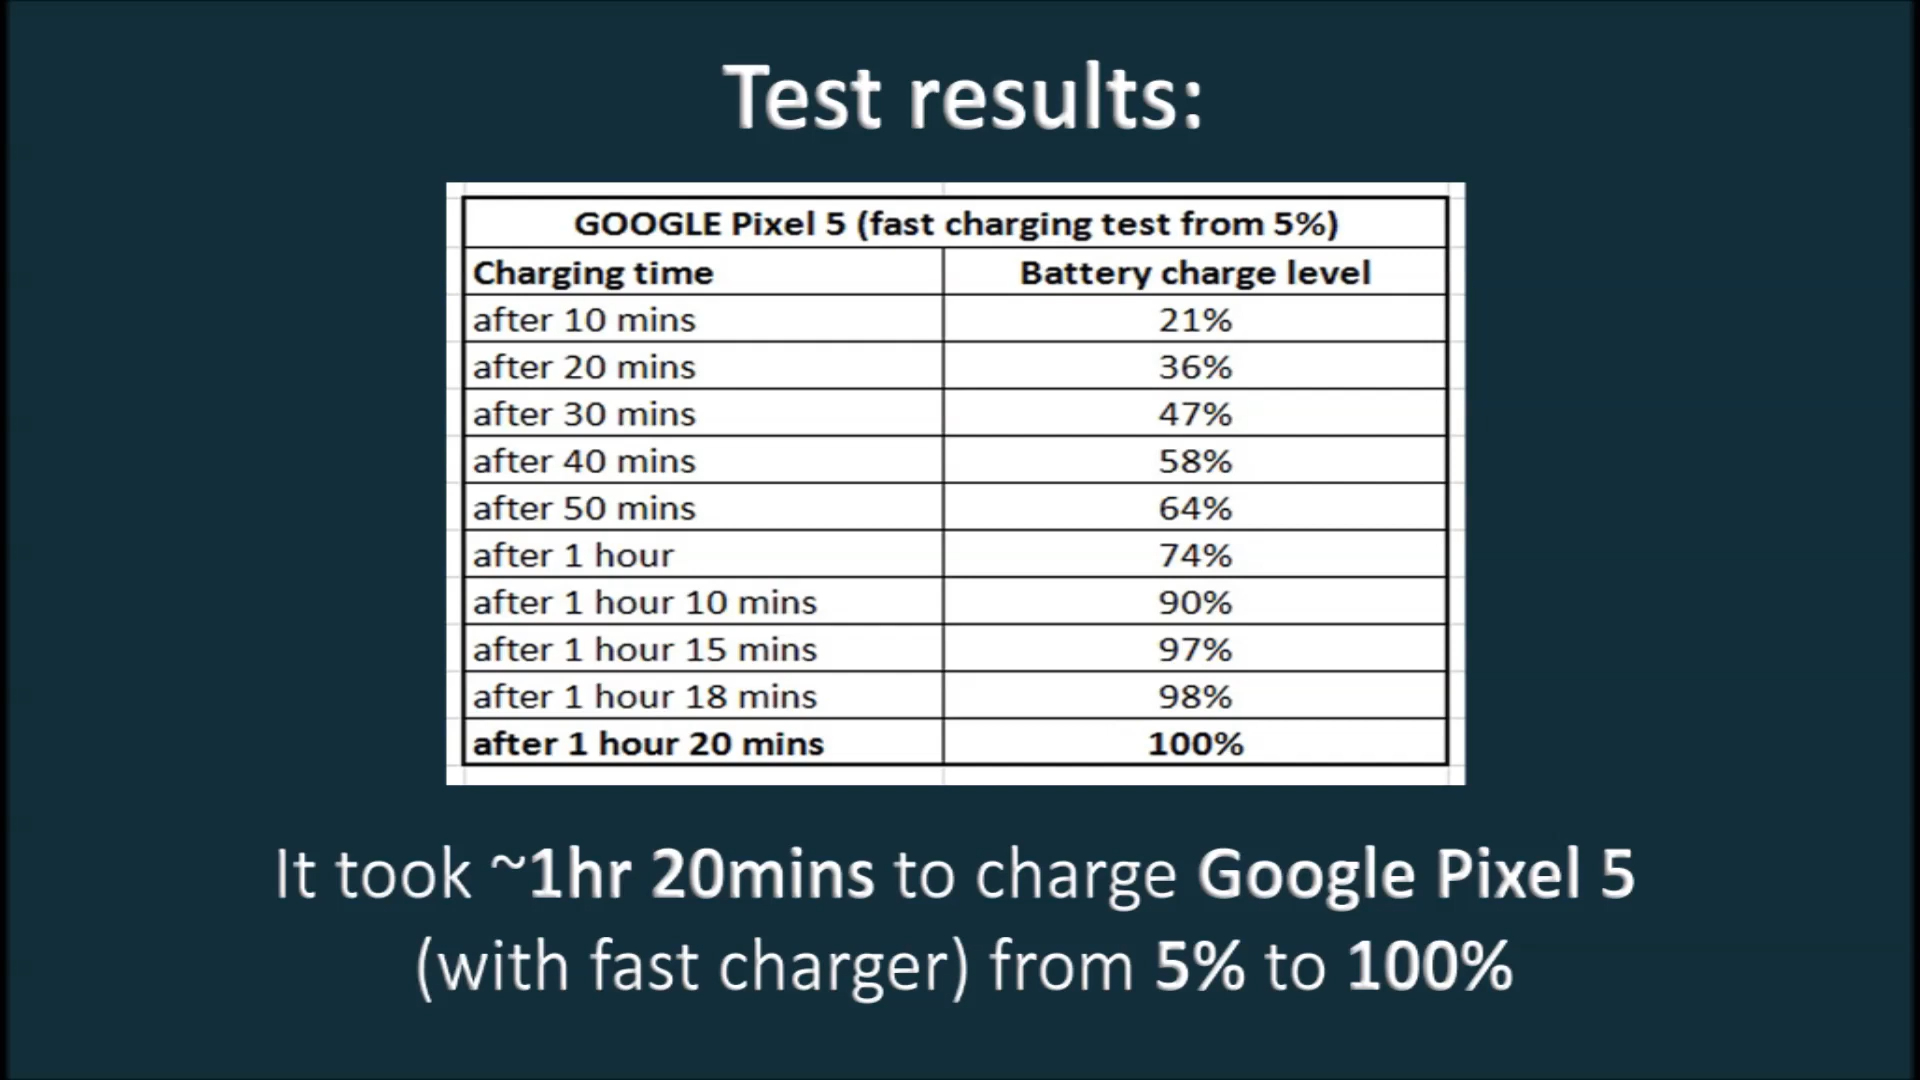 Test results:
GOOGLE Pixel 5 (fast charging test from 5%)
Charging time Battery charge level
after 10 mins 21%
after 20 mins 36%
after 30 mins 47%
after 40 mins 58%
after 50 mins 64%
after 1 hour 74%
after 1 hour 10 mins 90%
after 1 hour 15 mins 97%
after 1 hour 18 mins 98%
after 1 hour 20 mins 100%
It took ~1hr 20mins to charge Google Pixel 5
(with fast charger) from 5% to 100%